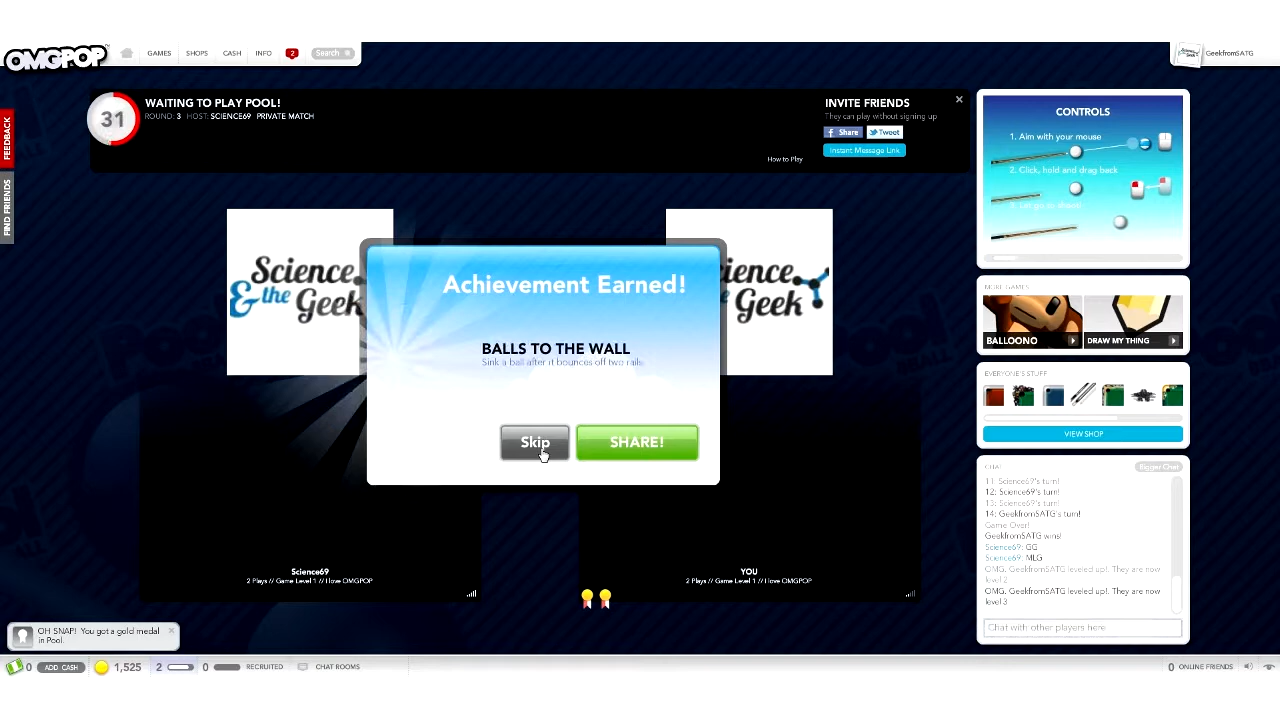 OMGPOP
GAMES
SHOPS
CASH
INFO
2
Search
GeekfromSATG
FEEDBACK
FIND FRIENDS
31
WAITING TO PLAY POOL!
ROUND: 3 HOST: SCIENCE69 PRIVATE MATCH
INVITE FRIENDS
They can play without signing up
Share
Tweet
Instant Message Link
How to Play
CONTROLS
1. Aim with your mouse
2. Click, hold and drag back
Science
& the Geek
Achievement Earned!
BALLS TO THE WALL
Sink a ball after it bounces off two rails
Skip
SHARE!
MORE GAMES
BALLOONO
DRAW MY THING
EVERYONE'S STUFF
VIEW SHOP
CHAT
Bigger Chat
11: Science69's turn!
12: Science69's turn!
13: Science69's turn!
14: GeekfromSATG's turn!
Game Over!
GeekfromSATG wins!
Science69: GG
Science69: MLG
OMG. GeekfromSATG leveled up!. They are now
level 2
OMG. GeekfromSATG leveled up!. They are now
level 3
Chat with other players here
Science69
2 Plays // Game Level 1 // I love OMGPOP
YOU
2 Plays // Game Level 1 // I love OMGPOP
OH SNAP! You got a gold medal
in Pool.
0
ADD CASH
1,525
2
0
RECRUITED
CHAT ROOMS
0 ONLINE FRIENDS